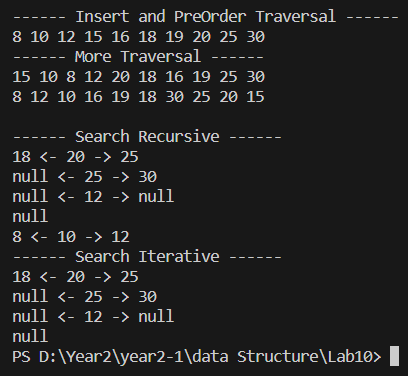 ------ Insert and PreOrder Traversal ------
8 10 12 15 16 18 19 20 25 30
------ More Traversal ------
15 10 8 12 20 18 16 19 25 30
8 12 10 16 19 18 30 25 20 15
------ Search Recursive ------
18 <- 20 -> 25
null <- 25 -> 30
null <- 12 -> null
null
8 <- 10 -> 12
------ Search Iterative ------
18 <- 20 -> 25
null <- 25 -> 30
null <- 12 -> null
null
PS D:\Year2\year2-1\data Structure\Lab10>